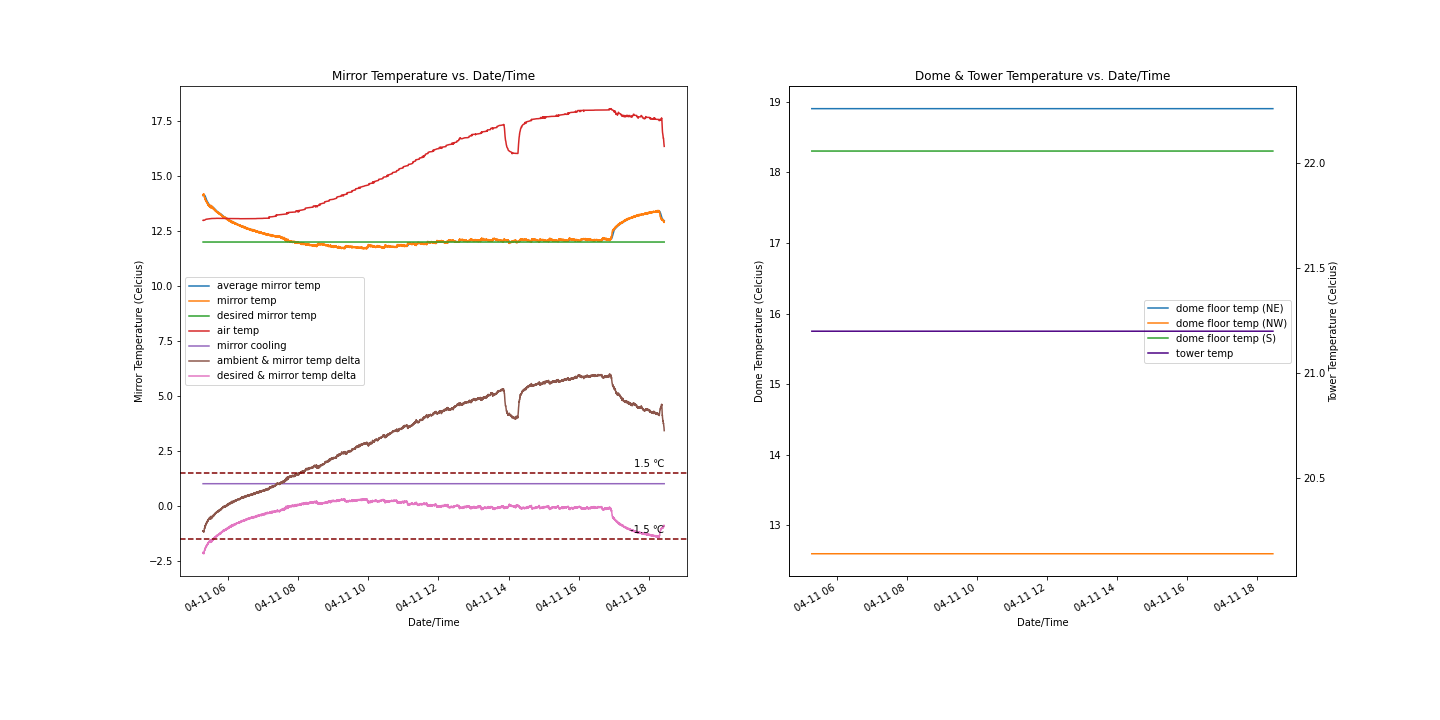 Mirror Temperature vs. Date/Time
Mirror Temperature (Celcius)
17.5
15.0
12.5
10.0
7.5
5.0
2.5
0.0
−2.5
average mirror temp
mirror temp
desired mirror temp
air temp
mirror cooling
ambient & mirror temp delta
desired & mirror temp delta
1.5 °C
-1.5 °C
04-11 06
04-11 08
04-11 10
04-11 12
04-11 14
04-11 16
04-11 18
Date/Time
Dome & Tower Temperature vs. Date/Time
Dome Temperature (Celcius)
19
18
17
16
15
14
13
dome floor temp (NE)
dome floor temp (NW)
dome floor temp (S)
tower temp
22.0
21.5
21.0
20.5
Tower Temperature (Celcius)
04-11 06
04-11 08
04-11 10
04-11 12
04-11 14
04-11 16
04-11 18
Date/Time